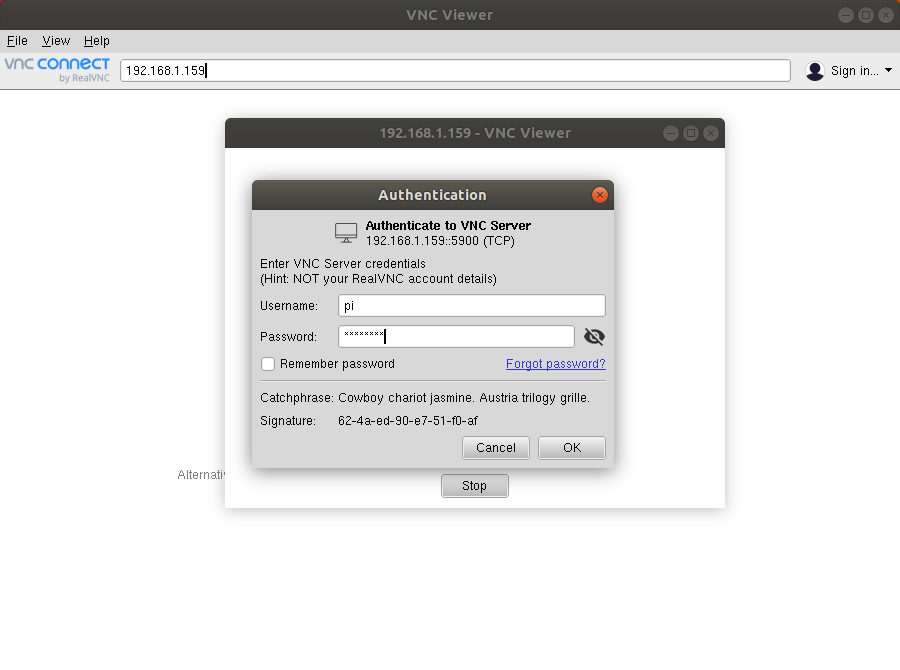 VNC Viewer
File View Help
vnc connect
by RealVNC
192.168.1.159
Sign in...
192.168.1.159 - VNC Viewer
Authentication
Authenticate to VNC Server
192.168.1.159::5900 (TCP)
Enter VNC Server credentials
(Hint: NOT your RealVNC account details)
Username: pi
Password: ********
Remember password Forgot password?
Catchphrase: Cowboy chariot jasmine. Austria trilogy grille.
Signature: 62-4a-ed-90-e7-51-f0-af
Cancel OK
Alternati
Stop